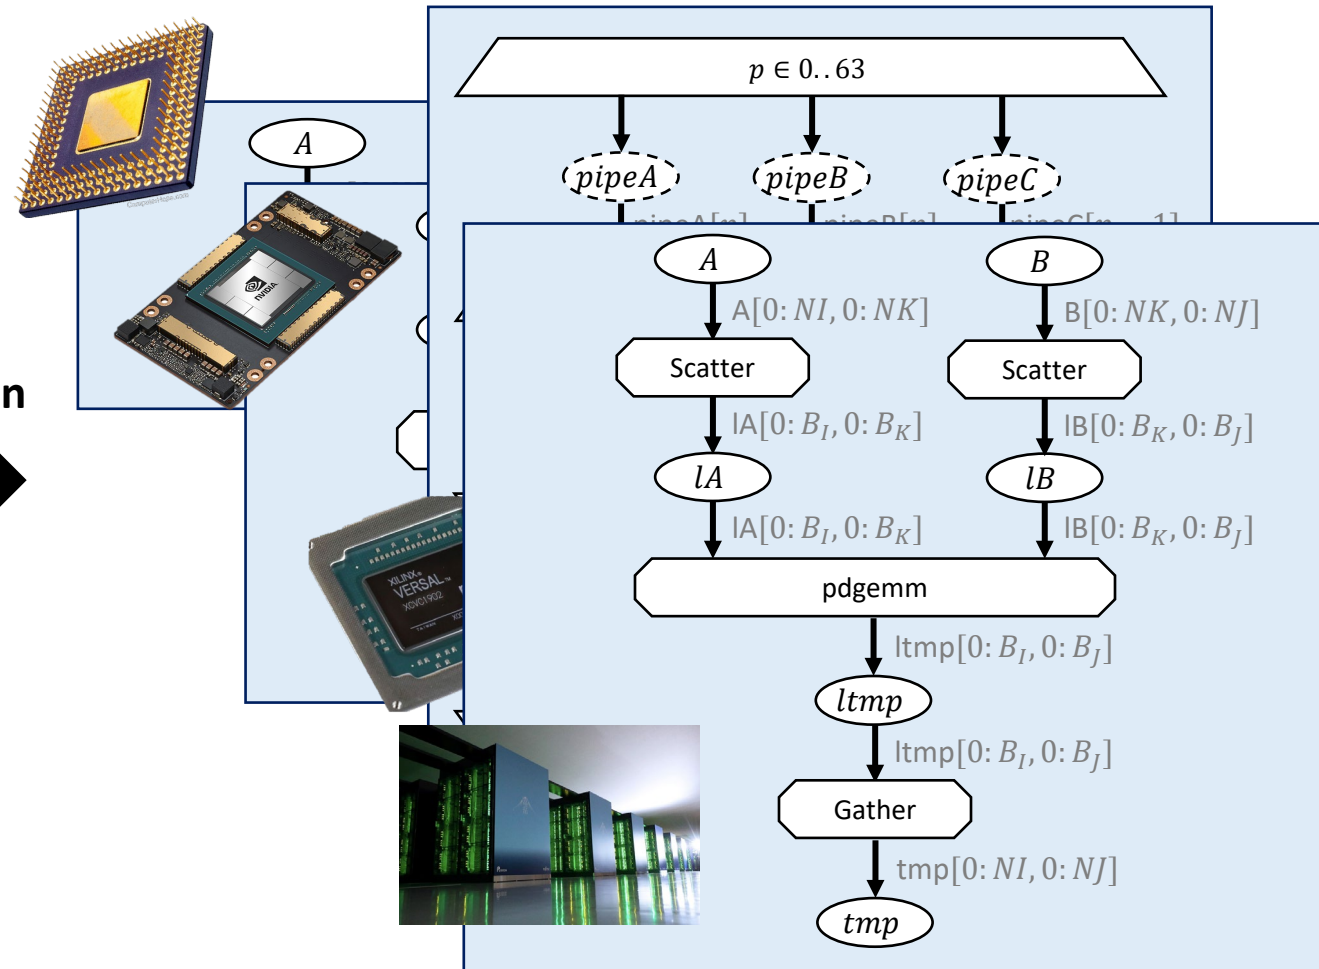 p ∈ 0..63
A
pipeA
pipeB
pipeC
A
B
A[0: NI, 0: NK]
B[0: NK, 0: NJ]
Scatter
Scatter
n
lA[0: B_I, 0: B_K]
lB[0: B_K, 0: B_J]
lA
lB
lA[0: B_I, 0: B_K]
lB[0: B_K, 0: B_J]
NVIDIA
XILINX
VERSAL
XCVC1902
TAIWAN
pdgemm
ltmp[0: B_I, 0: B_J]
ltmp
ltmp[0: B_I, 0: B_J]
Gather
tmp[0: NI, 0: NJ]
tmp